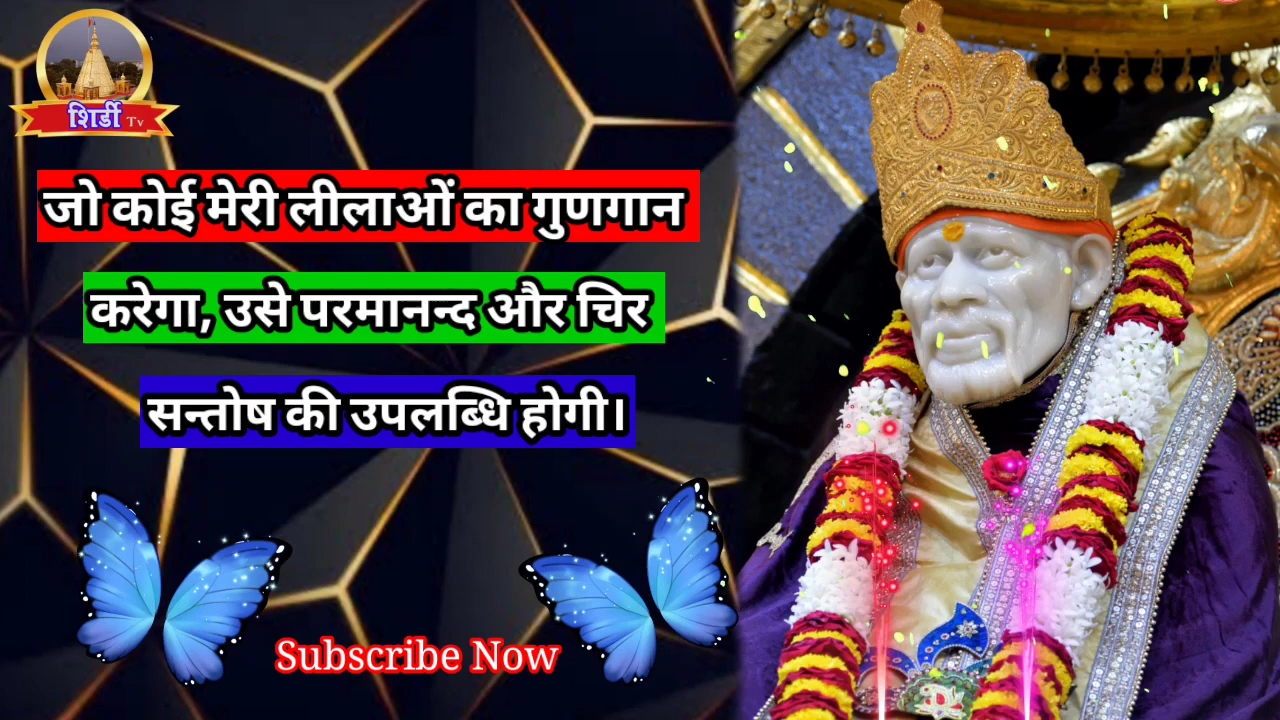 शिर्डी Tv
जो कोई मेरी लीलाओं का गुणगान
करेगा, उसे परमानन्द और चिर
सन्तोष की उपलब्धि होगी।
Subscribe Now